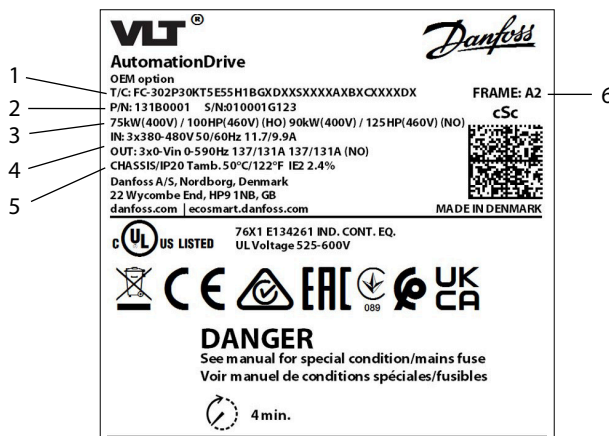 VLT ®
Danfoss
AutomationDrive
OEM option
1 T/C: FC-302P30KT5E55H1BGXDXXSXXXXAXBXCXXXXDX FRAME: A2 6
2 P/N: 131B0001 S/N:010001G123
cSc
3 75kW(400V) / 100HP(460V) (HO) 90kW(400V) / 125HP(460V) (NO)
IN: 3x380-480V 50/60Hz 11.7/9.9A
4 OUT: 3x0-Vin 0-590Hz 137/131A 137/131A (NO)
5 CHASSIS/IP20 Tamb. 50°C/122°F IE2 2.4%
Danfoss A/S, Nordborg, Denmark
22 Wycombe End, HP9 1NB, GB
danfoss.com | ecosmart.danfoss.com MADE IN DENMARK
c UL US LISTED 76X1 E134261 IND. CONT. EQ.
UL Voltage 525-600V
CE EAC 089 UK CA
DANGER
See manual for special condition/mains fuse
Voir manuel de conditions spéciales/fusibles
4 min.